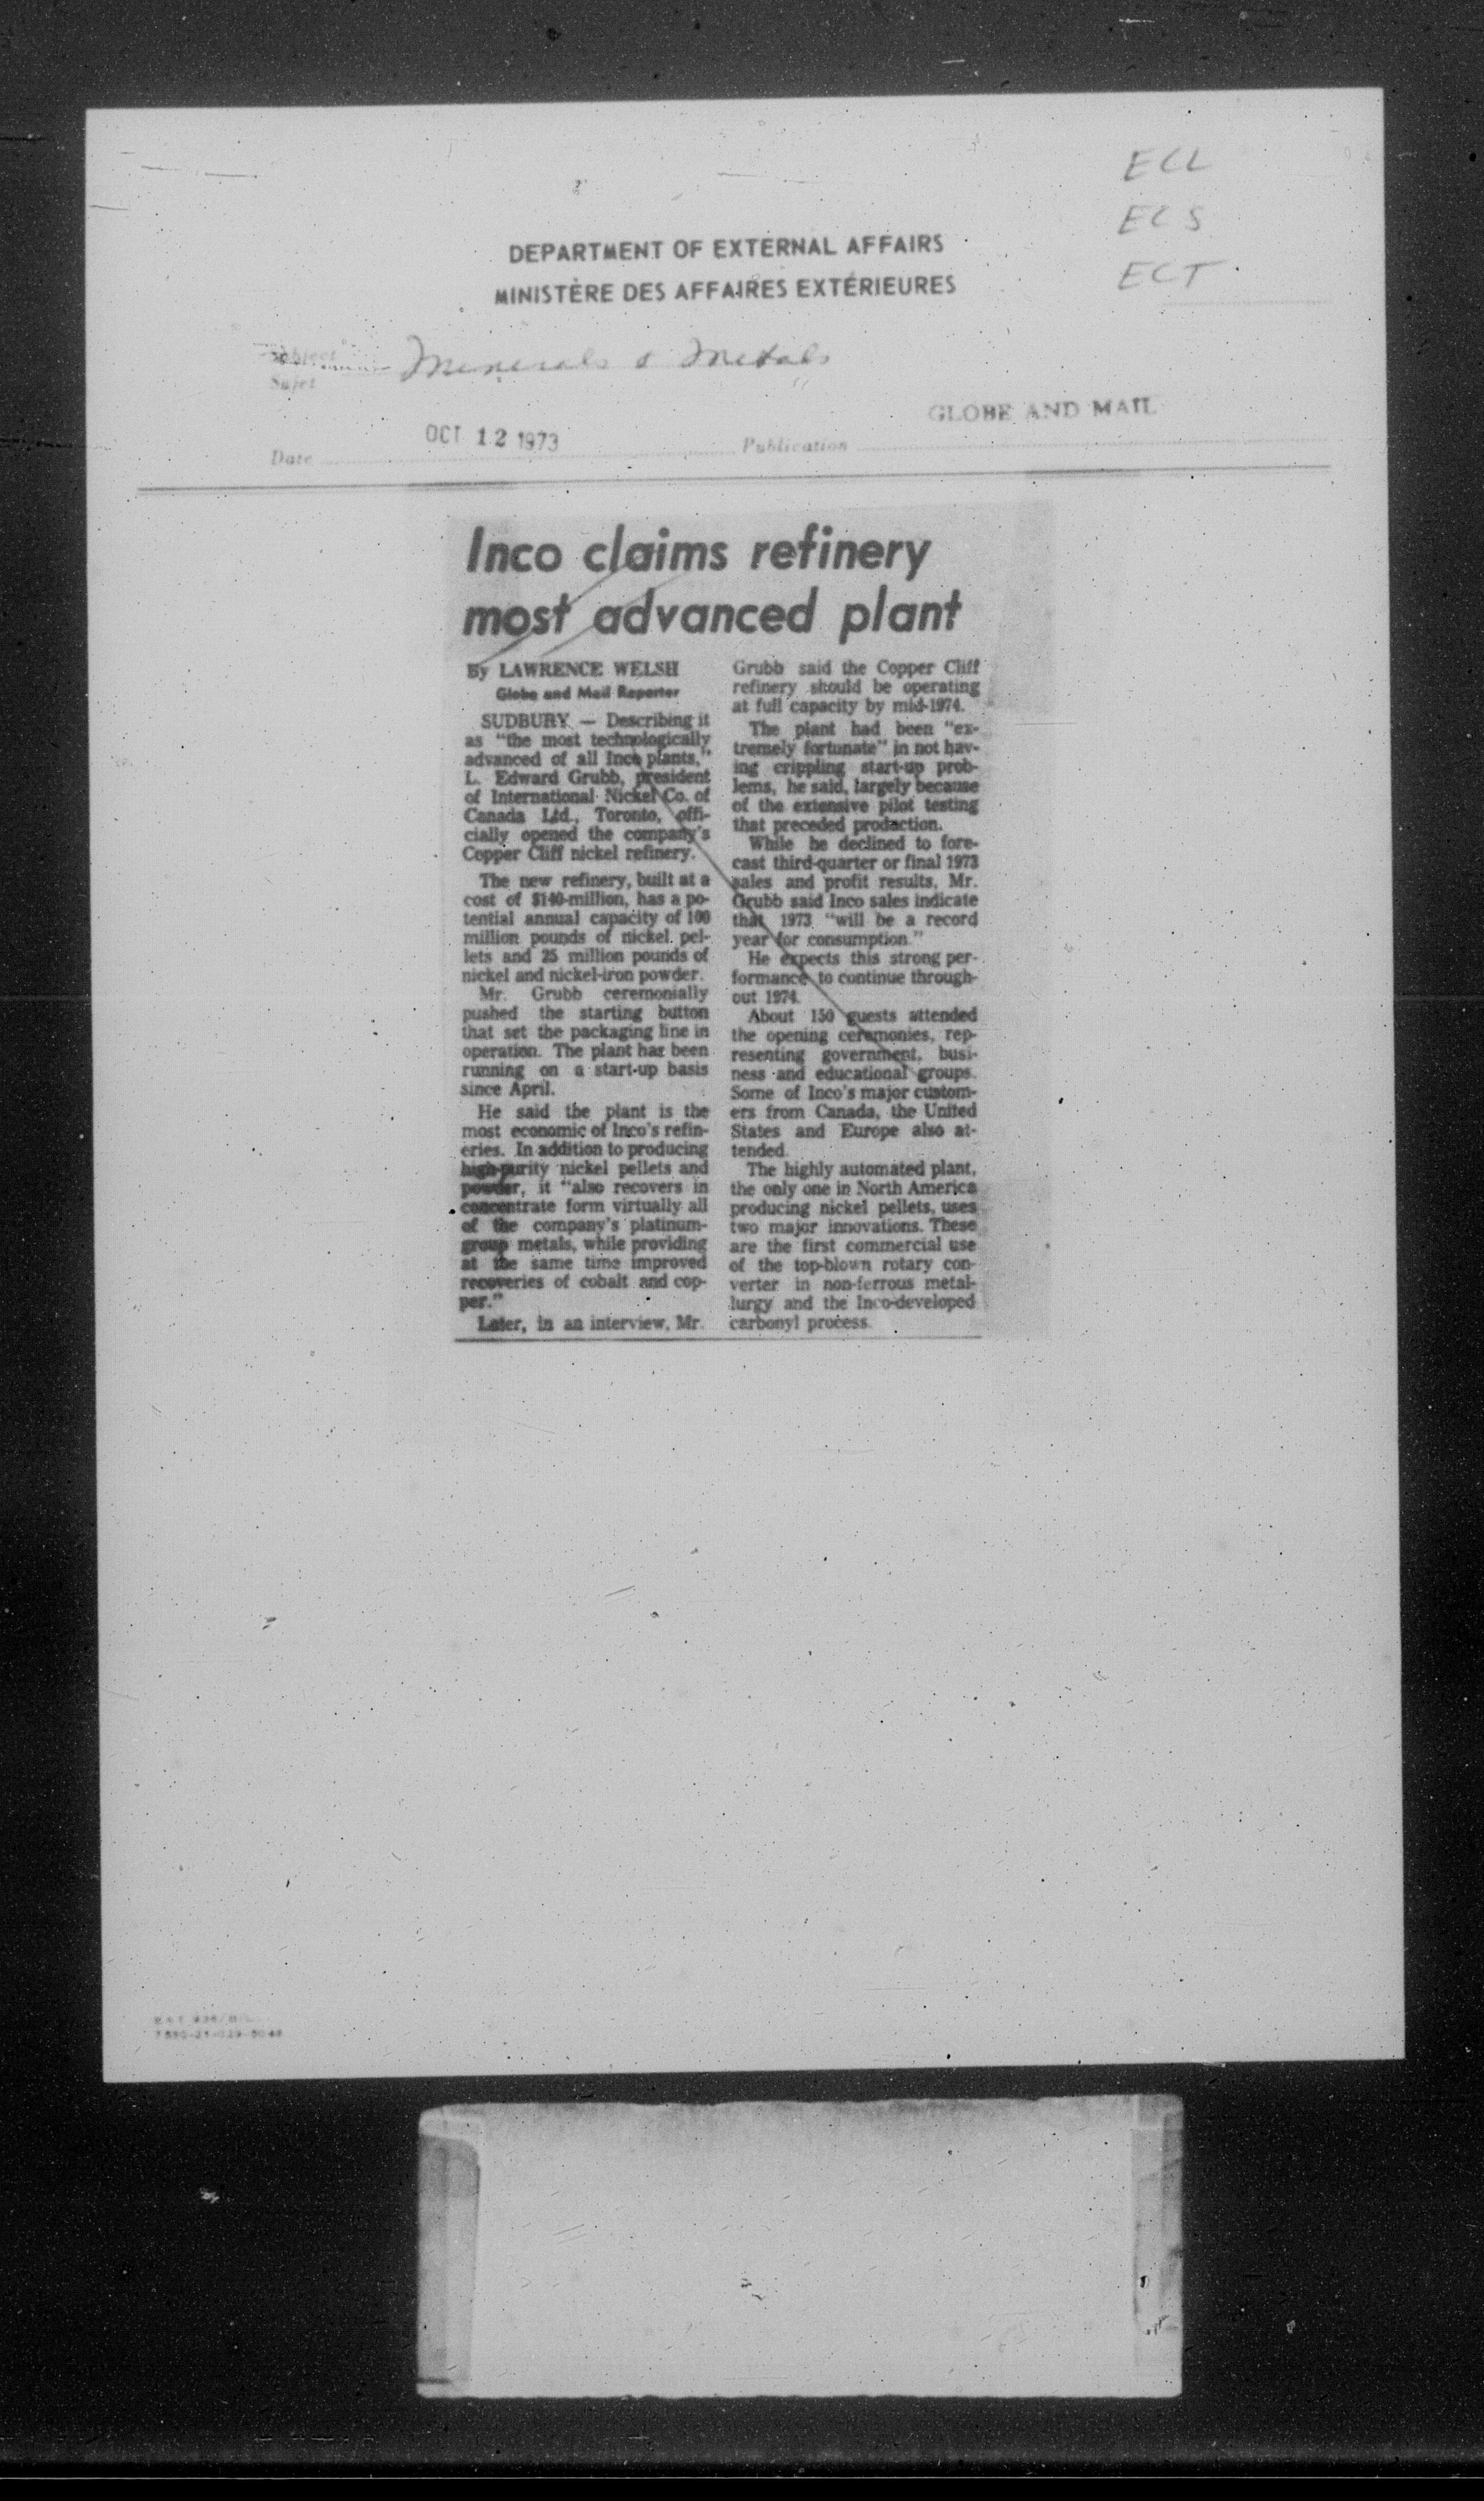 ECL
ECS
ECT
DEPARTMENT OF EXTERNAL AFFAIRS
MINISTÈRE DES AFFAIRES EXTÉRIEURES
Subject
Sujet
Minerals & Metals
GLOBE AND MAIL
OCT 12 1973
Date
Publication
Inco claims refinery
most advanced plant
By LAWRENCE WELSH
Globe and Mail Reporter
SUDBURY — Describing it
as "the most technologically
advanced of all Inco plants,"
L. Edward Grubb, president
of International Nickel Co. of
Canada Ltd., Toronto, offi-
cially opened the company's
Copper Cliff nickel refinery.
The new refinery, built at a
cost of $140-million, has a po-
tential annual capacity of 100
million pounds of nickel pel-
lets and 25 million pounds of
nickel and nickel-iron powder.
Mr. Grubb ceremonially
pushed the starting button
that set the packaging line in
operation. The plant has been
running on a start-up basis
since April.
He said the plant is the
most economic of Inco's refin-
eries. In addition to producing
high-purity nickel pellets and
powder, it "also recovers in
concentrate form virtually all
of the company's platinum-
group metals, while providing
at the same time improved
recoveries of cobalt and cop-
per."
Later, in an interview, Mr.
Grubb said the Copper Cliff
refinery should be operating
at full capacity by mid-1974.
The plant had been "ex-
tremely fortunate" in not hav-
ing crippling start-up prob-
lems, he said, largely because
of the extensive pilot testing
that preceded production.
While he declined to fore-
cast third-quarter or final 1973
sales and profit results, Mr.
Grubb said Inco sales indicate
that 1973 "will be a record
year for consumption."
He expects this strong per-
formance to continue through-
out 1974.
About 150 guests attended
the opening ceremonies, rep-
resenting government, busi-
ness and educational groups.
Some of Inco's major custom-
ers from Canada, the United
States and Europe also at-
tended.
The highly automated plant,
the only one in North America
producing nickel pellets, uses
two major innovations. These
are the first commercial use
of the top-blown rotary con-
verter in non-ferrous metal-
lurgy and the Inco-developed
carbonyl process.